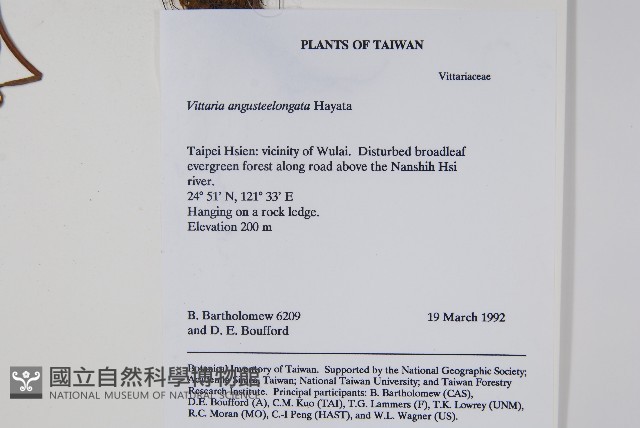 PLANTS OF TAIWAN
Vittariaceae
Vittaria angusteelongata Hayata
Taipei Hsien: vicinity of Wulai. Disturbed broadleaf
evergreen forest along road above the Nanshih Hsi
river.
24° 51' N, 121° 33' E
Hanging on a rock ledge.
Elevation 200 m
B. Bartholomew 6209
and D. E. Boufford
19 March 1992
Botanical Inventory of Taiwan. Supported by the National Geographic Society;
Taiwan; National Taiwan University; and Taiwan Forestry
Research Institute. Principal participants: B. Bartholomew (CAS),
D.E. Boufford (A), C.M. Kuo (TAI), T.G. Lammers (F), T.K. Lowrey (UNM),
R.C. Moran (MO), C.-I Peng (HAST), and W.L. Wagner (US).
國立自然科學博物館
NATIONAL MUSEUM OF NATURAL SCIENCE